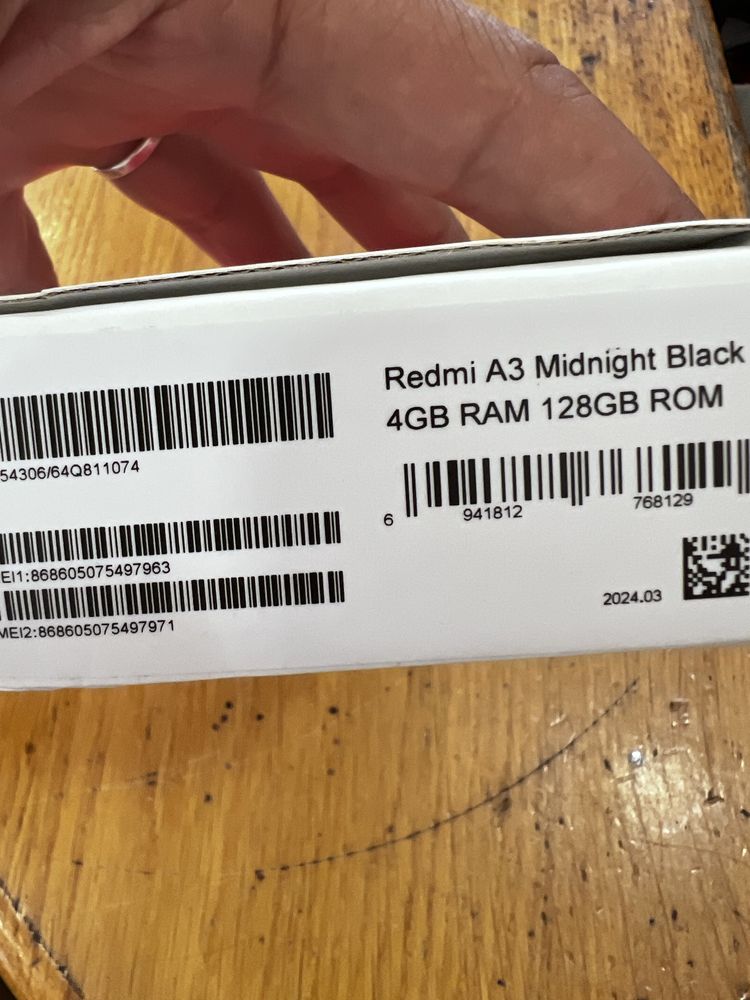 54306/64Q811074
EI1:868605075497963
MEI2:868605075497971
Redmi A3 Midnight Black
4GB RAM 128GB ROM
6 941812 768129
2024.03